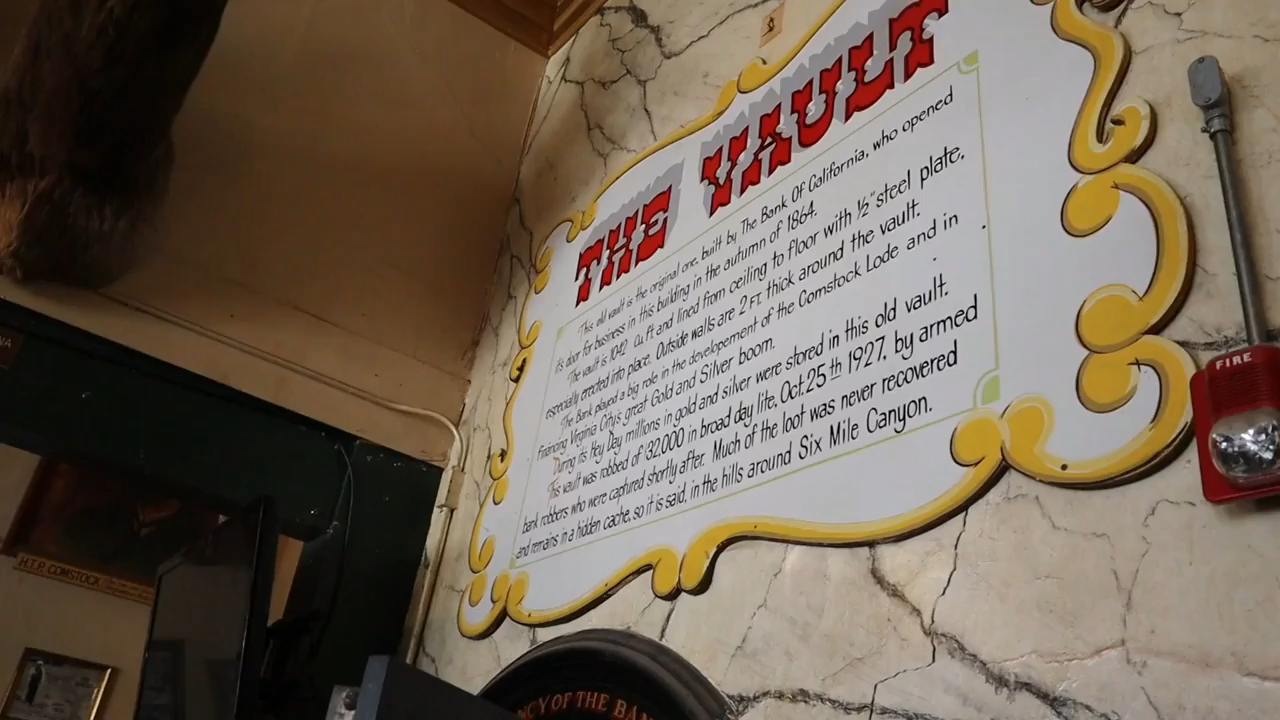 THE VAULT
This old vault is the original one, built by The Bank Of California, who opened
it's door for business in this building in the autumn of 1864.
The vault is 1042 Cu. Ft and lined from ceiling to floor with ½" steel plate,
especially erected into place. Outside walls are 2 FT. thick around the vault.
The Bank played a big role in the developement of the Comstock Lode and in
Financing Virginia City's great Gold and Silver boom.
During its Hey Day millions in gold and silver were stored in this old vault.
This vault was robbed of $32,000 in broad day lite, Oct. 25th 1927, by armed
bank robbers who were captured shortly after. Much of the loot was never recovered
and remains in a hidden cache, so it is said, in the hills around Six Mile Canyon.
FIRE
H.T.P. COMSTOCK
NCY OF THE BAN